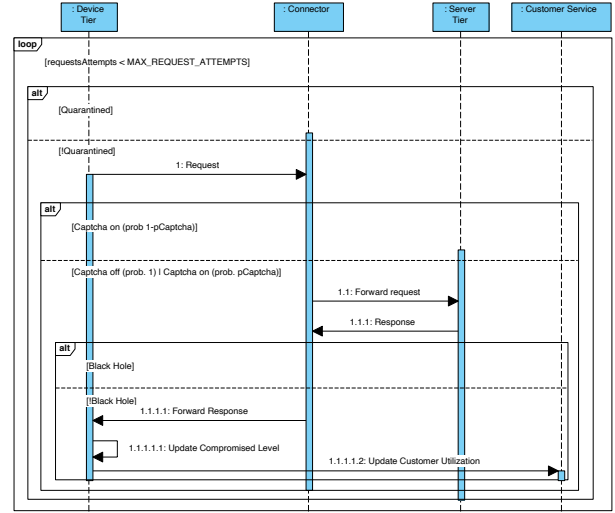 : Device
Tier
: Connector
: Server
Tier
: Customer Service
loop
[requestsAttempts < MAX_REQUEST_ATTEMPTS]
alt
[Quarantined]
[!Quarantined]
1: Request
alt
[Captcha on (prob 1-pCaptcha)]
[Captcha off (prob. 1) | Captcha on (prob. pCaptcha)]
1.1: Forward request
1.1.1: Response
alt
[Black Hole]
[!Black Hole]
1.1.1.1: Forward Response
1.1.1.1.1: Update Compromised Level
1.1.1.1.2: Update Customer Utilization